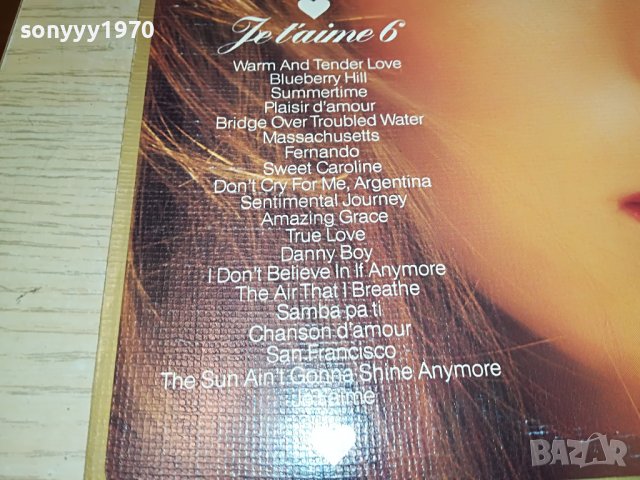 sonyyy1970
Je t'aime 6
Warm And Tender Love
Blueberry Hill
Summertime
Plaisir d'amour
Bridge Over Troubled Water
Massachusetts
Fernando
Sweet Caroline
Don't Cry For Me, Argentina
Sentimental Journey
Amazing Grace
True Love
Danny Boy
I Don't Believe In If Anymore
The Air That I Breathe
Samba pa ti
Chanson d'amour
San Francisco
The Sun Ain't Gonna Shine Anymore
Je t'aime
BAZAR